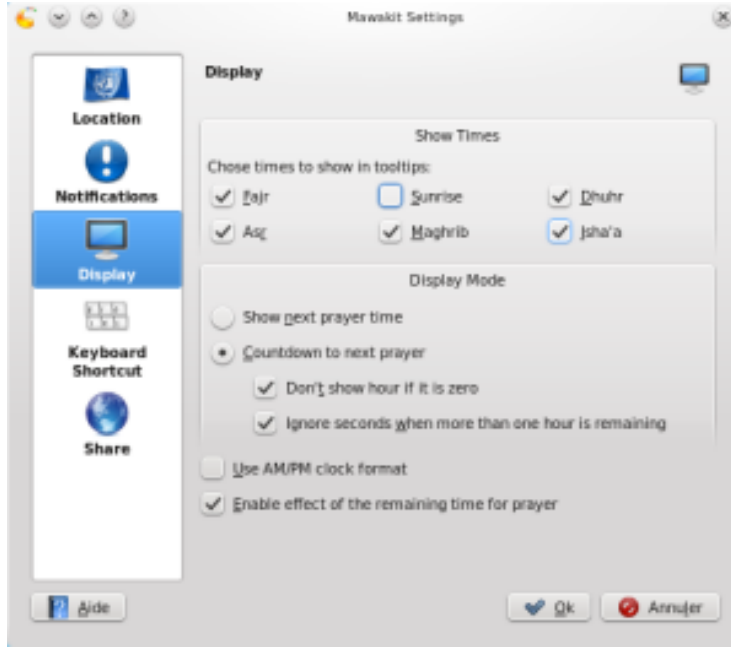 Mawakit Settings
Location
Notifications
Display
Keyboard
Shortcut
Share
Display
Show Times
Chose times to show in tooltips:
Fajr Sunrise Dhuhr
Asr Maghrib Isha'a
Display Mode
Show next prayer time
Countdown to next prayer
Don't show hour if it is zero
Ignore seconds when more than one hour is remaining
Use AM/PM clock format
Enable effect of the remaining time for prayer
Aide Ok Annuler